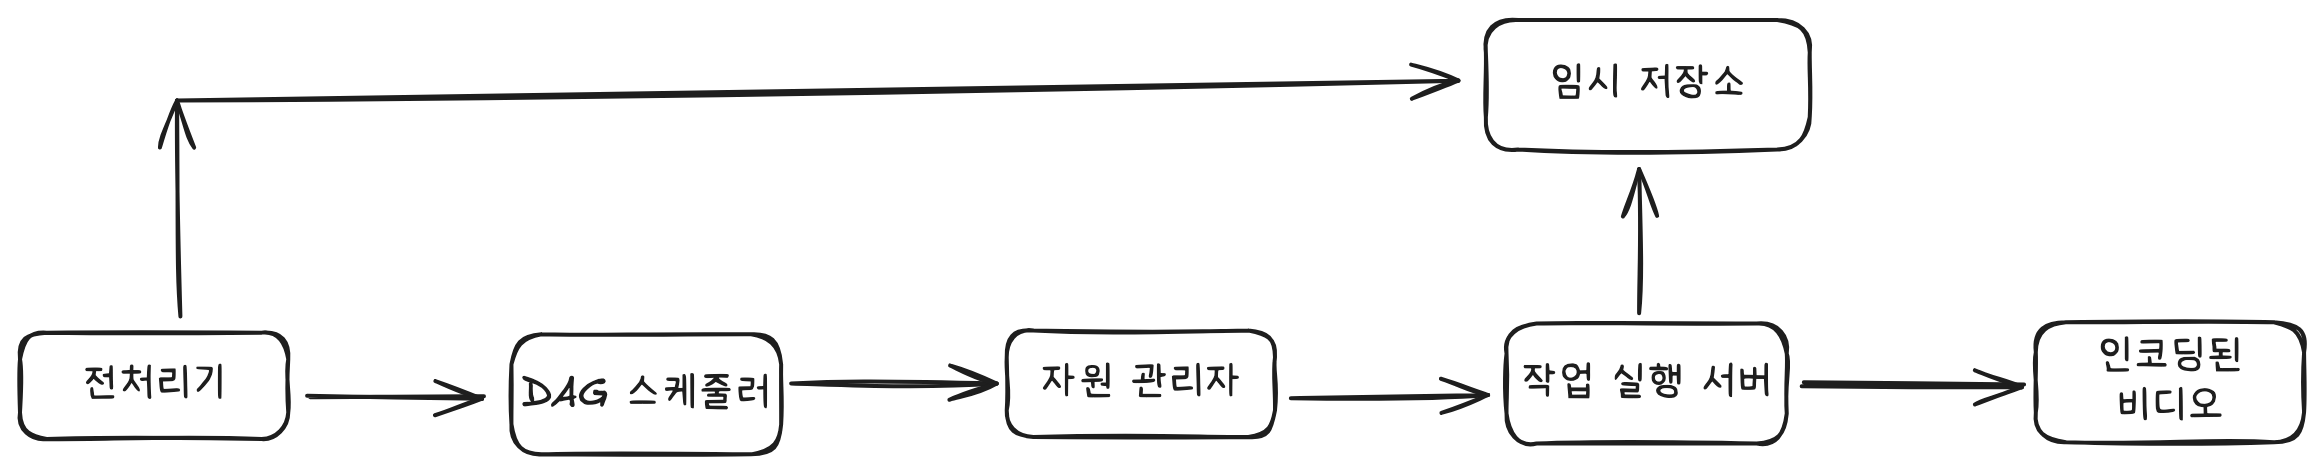 임시 저장소
전처리기
DAG 스케줄러
자원 관리자
작업 실행 서버
인코딩된
비디오